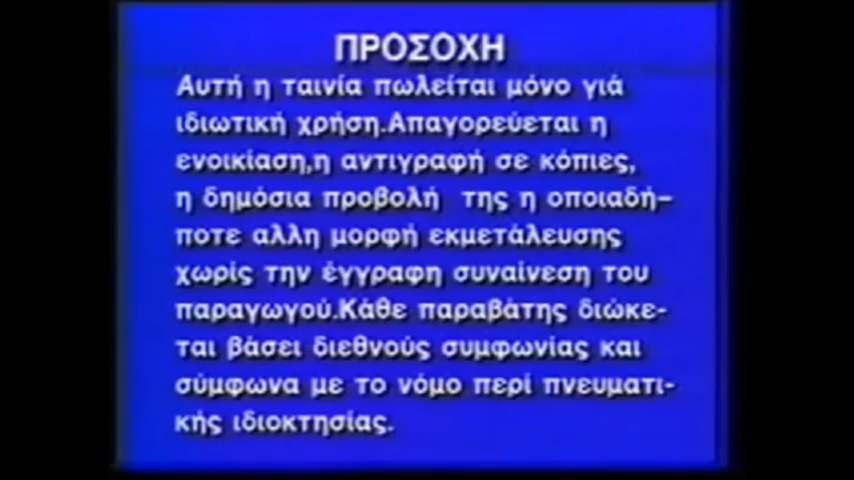 ΠΡΟΣΟΧΗ
Αυτή η ταινία πωλείται μόνο γιά
ιδιωτική χρήση.Απαγορεύεται η
ενοικίαση,η αντιγραφή σε κόπιες,
η δημόσια προβολή της η οποιαδή-
ποτε αλλη μορφή εκμετάλευσης
χωρίς την έγγραφη συναίνεση του
παραγωγού.Κάθε παραβάτης διώκε-
ται βάσει διεθνούς συμφωνίας και
σύμφωνα με το νόμο περί πνευματι-
κής ιδιοκτησίας.